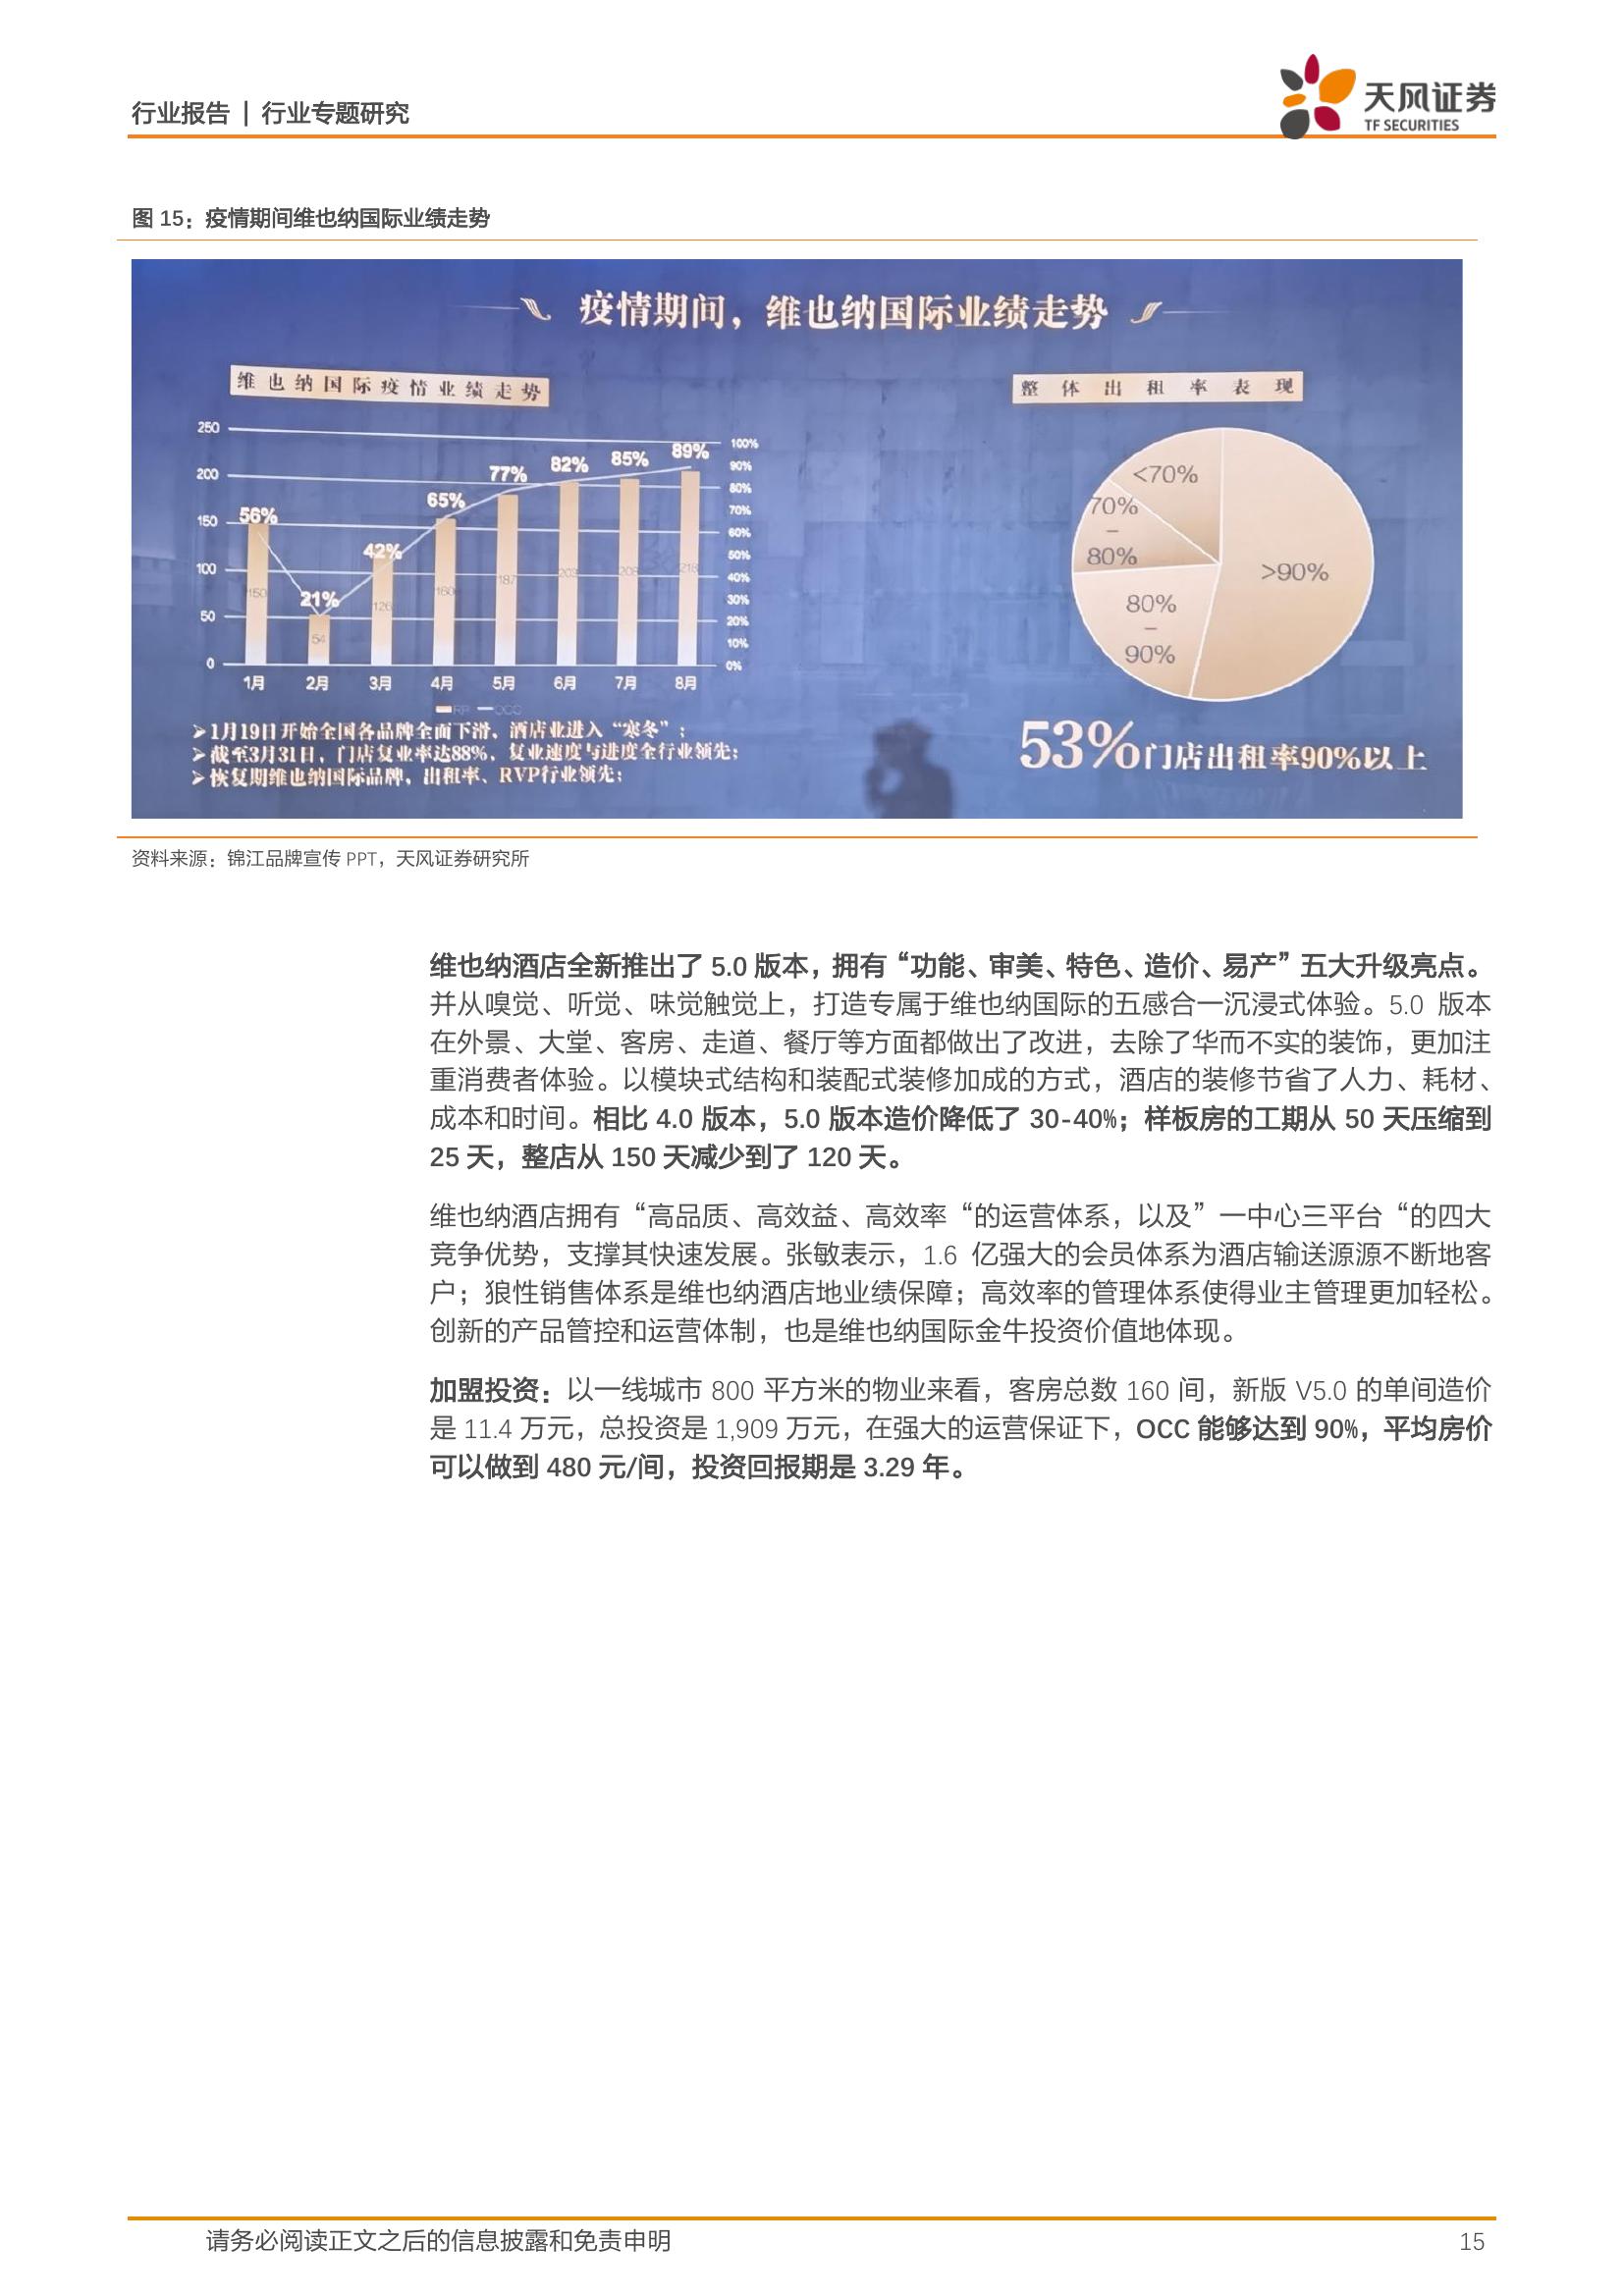 行业报告 | 行业专题研究
天风证券
TF SECURITIES
图 15：疫情期间维也纳国际业绩走势
疫情期间，维也纳国际业绩走势
维也纳国际疫情业绩走势
整体出租率表现
250
200
150
100
50
0
100%
90%
80%
70%
60%
50%
40%
30%
20%
10%
0%
56%
21%
42%
65%
77%
82%
85%
89%
150
54
126
160
187
203
208
218
1月
2月
3月
4月
5月
6月
7月
8月
OCC
<70%
70%
–
80%
80%
–
90%
>90%
➢1月19日开始全国各品牌全面下滑、酒店业进入“寒冬”；
➢截至3月31日，门店复业率达88%，复业速度与进度全行业领先；
➢恢复期维也纳国际品牌，出租率、RVP行业领先；
53%门店出租率90%以上
资料来源：锦江品牌宣传 PPT，天风证券研究所
维也纳酒店全新推出了 5.0 版本，拥有“功能、审美、特色、造价、易产”五大升级亮点。
并从嗅觉、听觉、味觉触觉上，打造专属于维也纳国际的五感合一沉浸式体验。5.0 版本
在外景、大堂、客房、走道、餐厅等方面都做出了改进，去除了华而不实的装饰，更加注
重消费者体验。以模块式结构和装配式装修加成的方式，酒店的装修节省了人力、耗材、
成本和时间。相比 4.0 版本，5.0 版本造价降低了 30-40%；样板房的工期从 50 天压缩到
25 天，整店从 150 天减少到了 120 天。
维也纳酒店拥有“高品质、高效益、高效率“的运营体系，以及”一中心三平台“的四大
竞争优势，支撑其快速发展。张敏表示，1.6 亿强大的会员体系为酒店输送源源不断地客
户；狼性销售体系是维也纳酒店地业绩保障；高效率的管理体系使得业主管理更加轻松。
创新的产品管控和运营体制，也是维也纳国际金牛投资价值地体现。
加盟投资：以一线城市 800 平方米的物业来看，客房总数 160 间，新版 V5.0 的单间造价
是 11.4 万元，总投资是 1,909 万元，在强大的运营保证下，OCC 能够达到 90%，平均房价
可以做到 480 元/间，投资回报期是 3.29 年。
请务必阅读正文之后的信息披露和免责申明
15